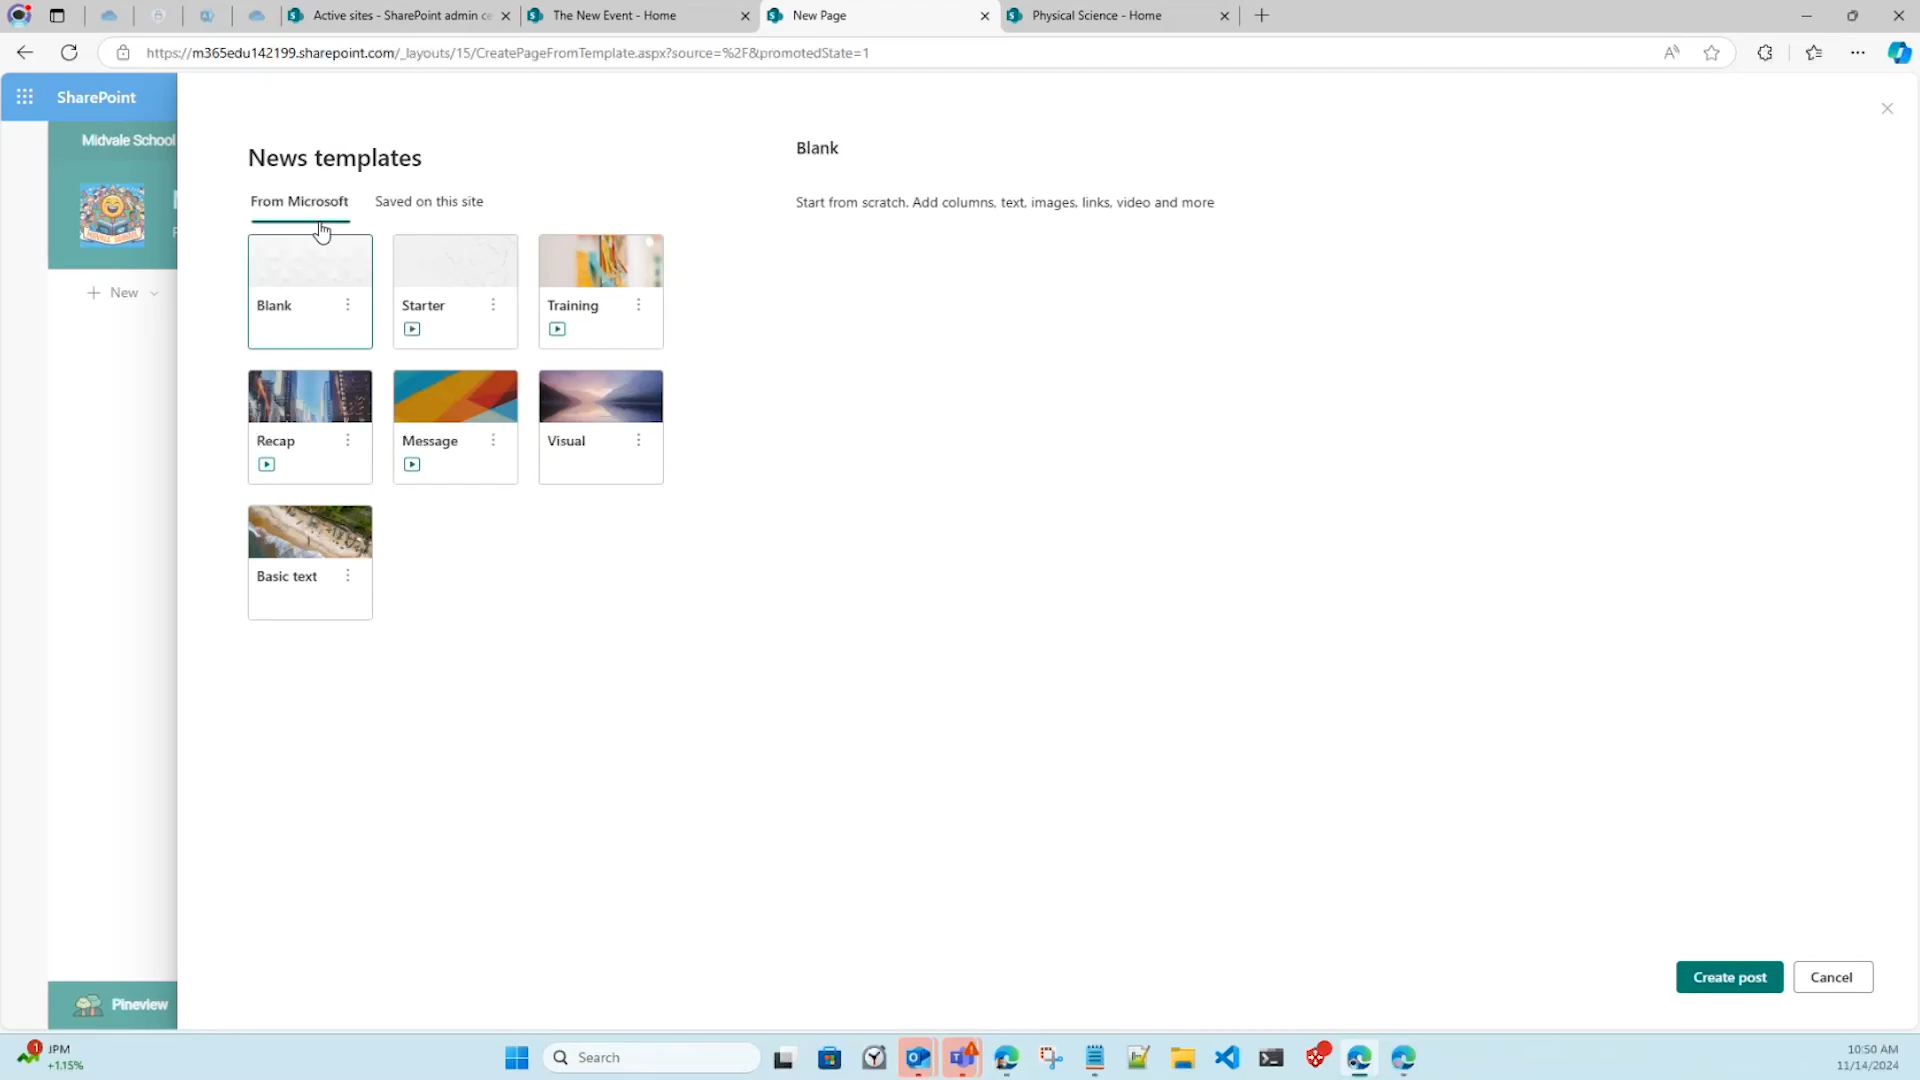 Active sites - SharePoint admin ce
The New Event - Home
New Page
Physical Science - Home
https://m365edu142199.sharepoint.com/_layouts/15/CreatePageFromTemplate.aspx?source=%2F&promotedState=1
SharePoint
Midvale School
News templates
From Microsoft
Saved on this site
Blank
Starter
Training
Recap
Message
Visual
Basic text
Blank
Start from scratch. Add columns, text, images, links, video and more
New
Pineview
Create post
Cancel
1
JPM
+1.15%
Search
10:50 AM
11/14/2024